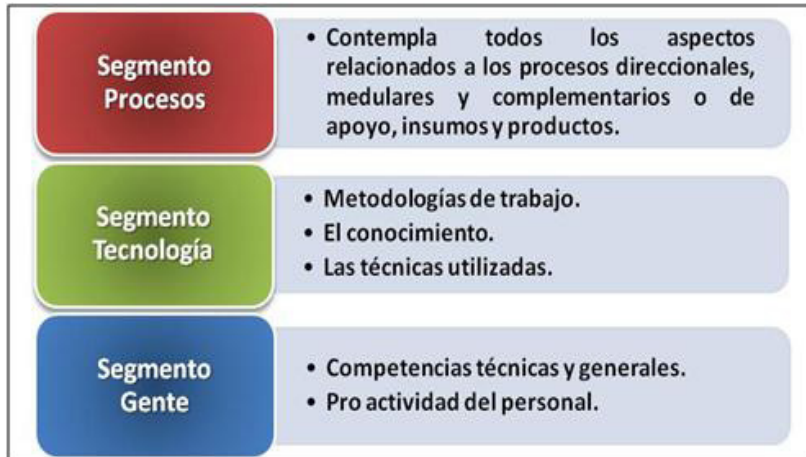 Segmento
Procesos
• Contempla todos los aspectos
relacionados a los procesos direccionales,
medulares y complementarios o de
apoyo, insumos y productos.
Segmento
Tecnología
• Metodologías de trabajo.
• El conocimiento.
• Las técnicas utilizadas.
Segmento
Gente
• Competencias técnicas y generales.
• Pro actividad del personal.